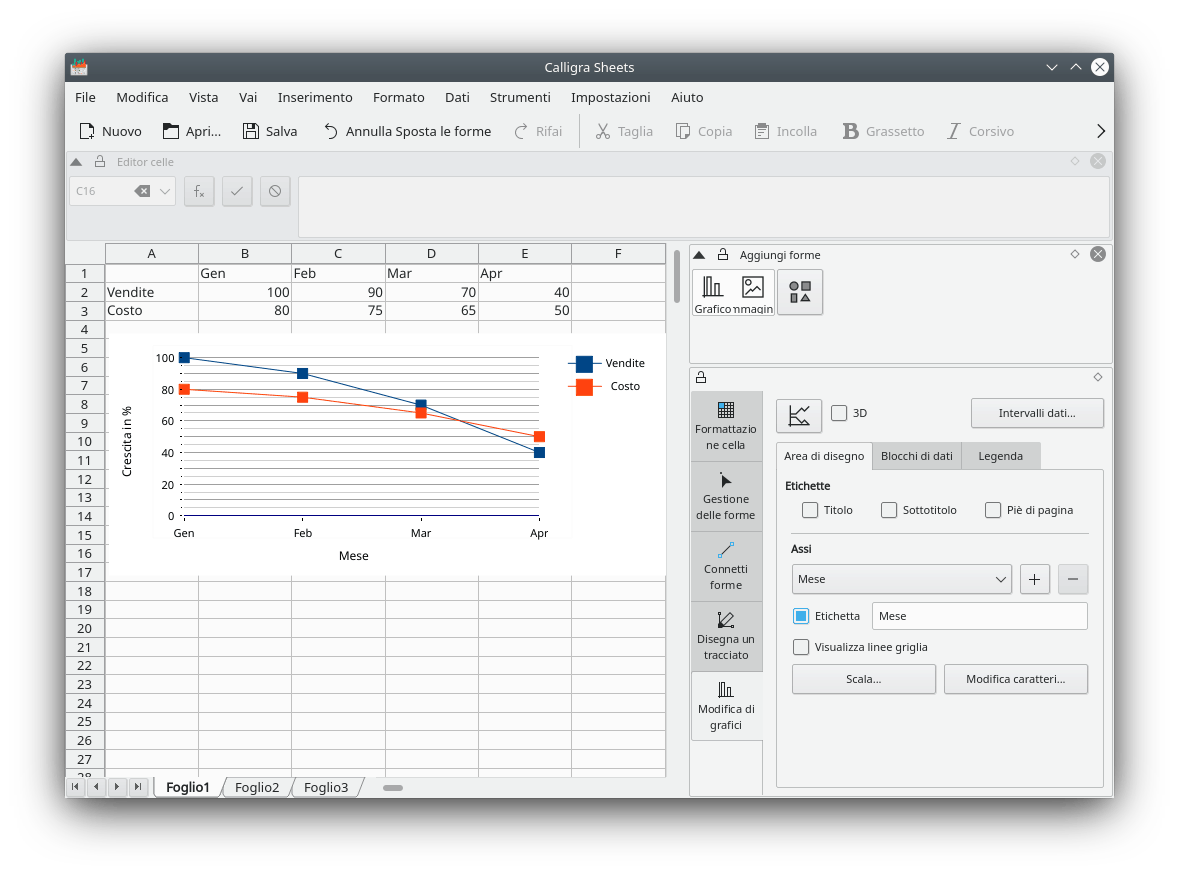 Calligra Sheets
File Modifica Vista Vai Inserimento Formato Dati Strumenti Impostazioni Aiuto
Nuovo Apri... Salva Annulla Sposta le forme Rifai Taglia Copia Incolla B Grassetto I Corsivo
Editor celle
C16
A B C D E F
1 Gen Feb Mar Apr
2 Vendite 100 90 70 40
3 Costo 80 75 65 50
4
5
6
7
8
9
10
11
12
13
14
15
16
17
18
19
20
21
22
23
24
25
26
27
28
100
80
60
40
20
0
Crescita in %
Gen Feb Mar Apr
Mese
Vendite
Costo
Foglio1 Foglio2 Foglio3
Aggiungi forme
Grafico mmagin
Formattazio
ne cella
Gestione
delle forme
Connetti
forme
Disegna un
tracciato
Modifica di
grafici
3D Intervalli dati...
Area di disegno Blocchi di dati Legenda
Etichette
Titolo Sottotitolo Piè di pagina
Assi
Mese
Etichetta Mese
Visualizza linee griglia
Scala... Modifica caratteri...